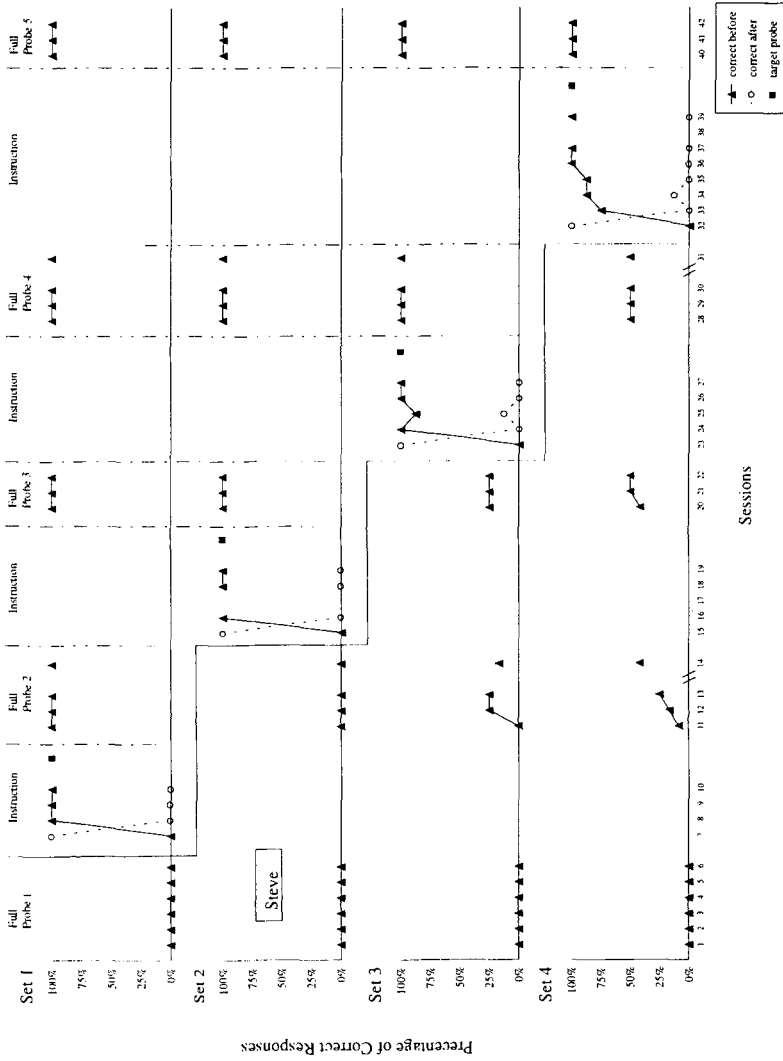 Full
Probe 1
Instruction
Full
Probe 2
Instruction
Full
Probe 3
Instruction
Full
Probe 4
Instruction
Full
Probe 5
Set 1
100%
75%
50%
25%
0%
Set 2
100%
75%
50%
25%
0%
Steve
Set 3
100%
75%
50%
25%
0%
Set 4
100%
75%
50%
25%
0%
1 2 3 4 5 6 7 8 9 10 11 12 13 14 15 16 17 18 19 20 21 22 23 24 25 26 27 28 29 30 31 32 33 34 35 36 37 38 39 40 41 42
Sessions
Precentage of Correct Responses
correct before
correct after
target probe